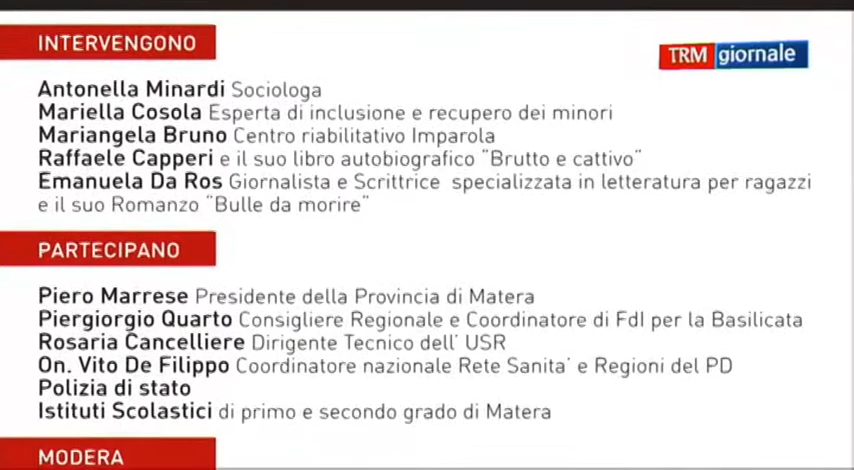 INTERVENGONO
TRM giornale
Antonella Minardi Sociologa
Mariella Cosola Esperta di inclusione e recupero dei minori
Mariangela Bruno Centro riabilitativo Imparola
Raffaele Capperi e il suo libro autobiografico "Brutto e cattivo"
Emanuela Da Ros Giornalista e Scrittrice specializzata in letteratura per ragazzi
e il suo Romanzo "Bulle da morire"
PARTECIPANO
Piero Marrese Presidente della Provincia di Matera
Piergiorgio Quarto Consigliere Regionale e Coordinatore di FdI per la Basilicata
Rosaria Cancelliere Dirigente Tecnico dell' USR
On. Vito De Filippo Coordinatore nazionale Rete Sanita' e Regioni del PD
Polizia di stato
Istituti Scolastici di primo e secondo grado di Matera
MODERA